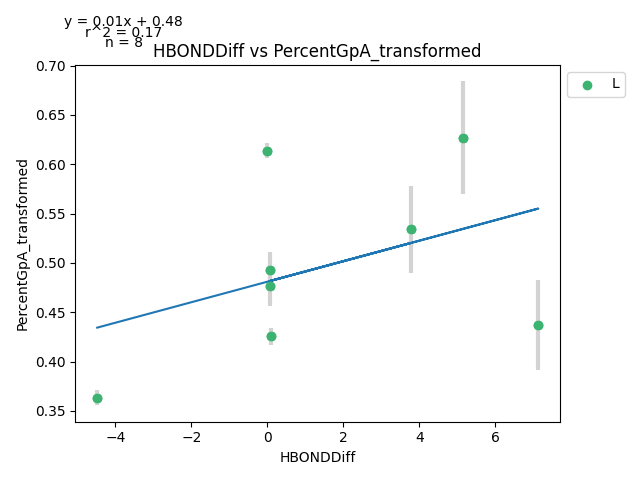 y = 0.01x + 0.48
r^2 = 0.17
n = 8
HBONDDiff vs PercentGpA_transformed
L
0.70
0.65
0.60
0.55
0.50
0.45
0.40
0.35
PercentGpA_transformed
−4
−2
0
2
4
6
HBONDDiff